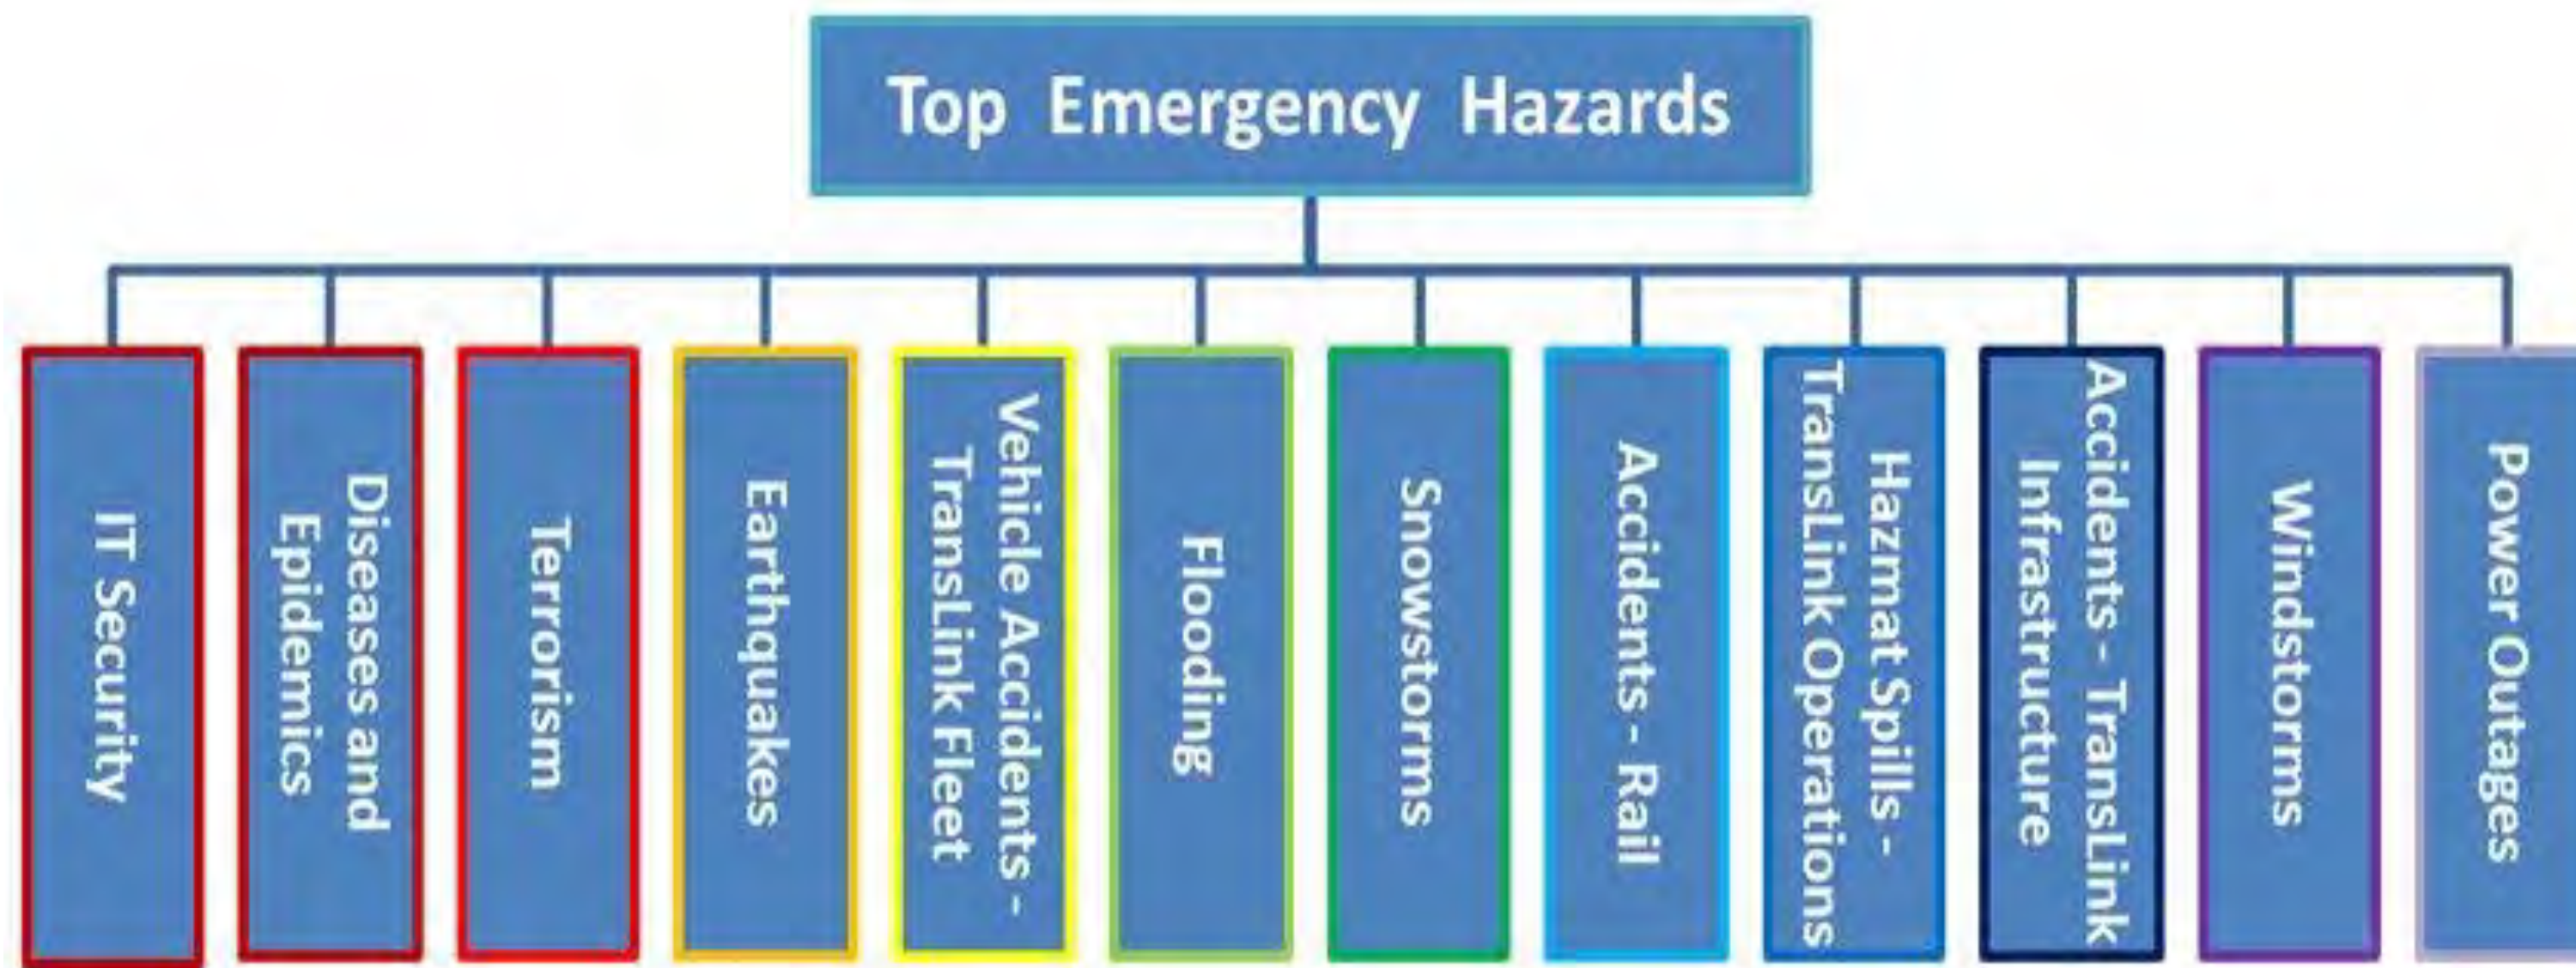 Top Emergency Hazards
IT Security
Diseases and
Epidemics
Terrorism
Earthquakes
Vehicle Accidents -
TransLink Fleet
Flooding
Snowstorms
Accidents - Rail
Hazmat Spills -
TransLink Operations
Accidents - TransLink
Infrastructure
Windstorms
Power Outages